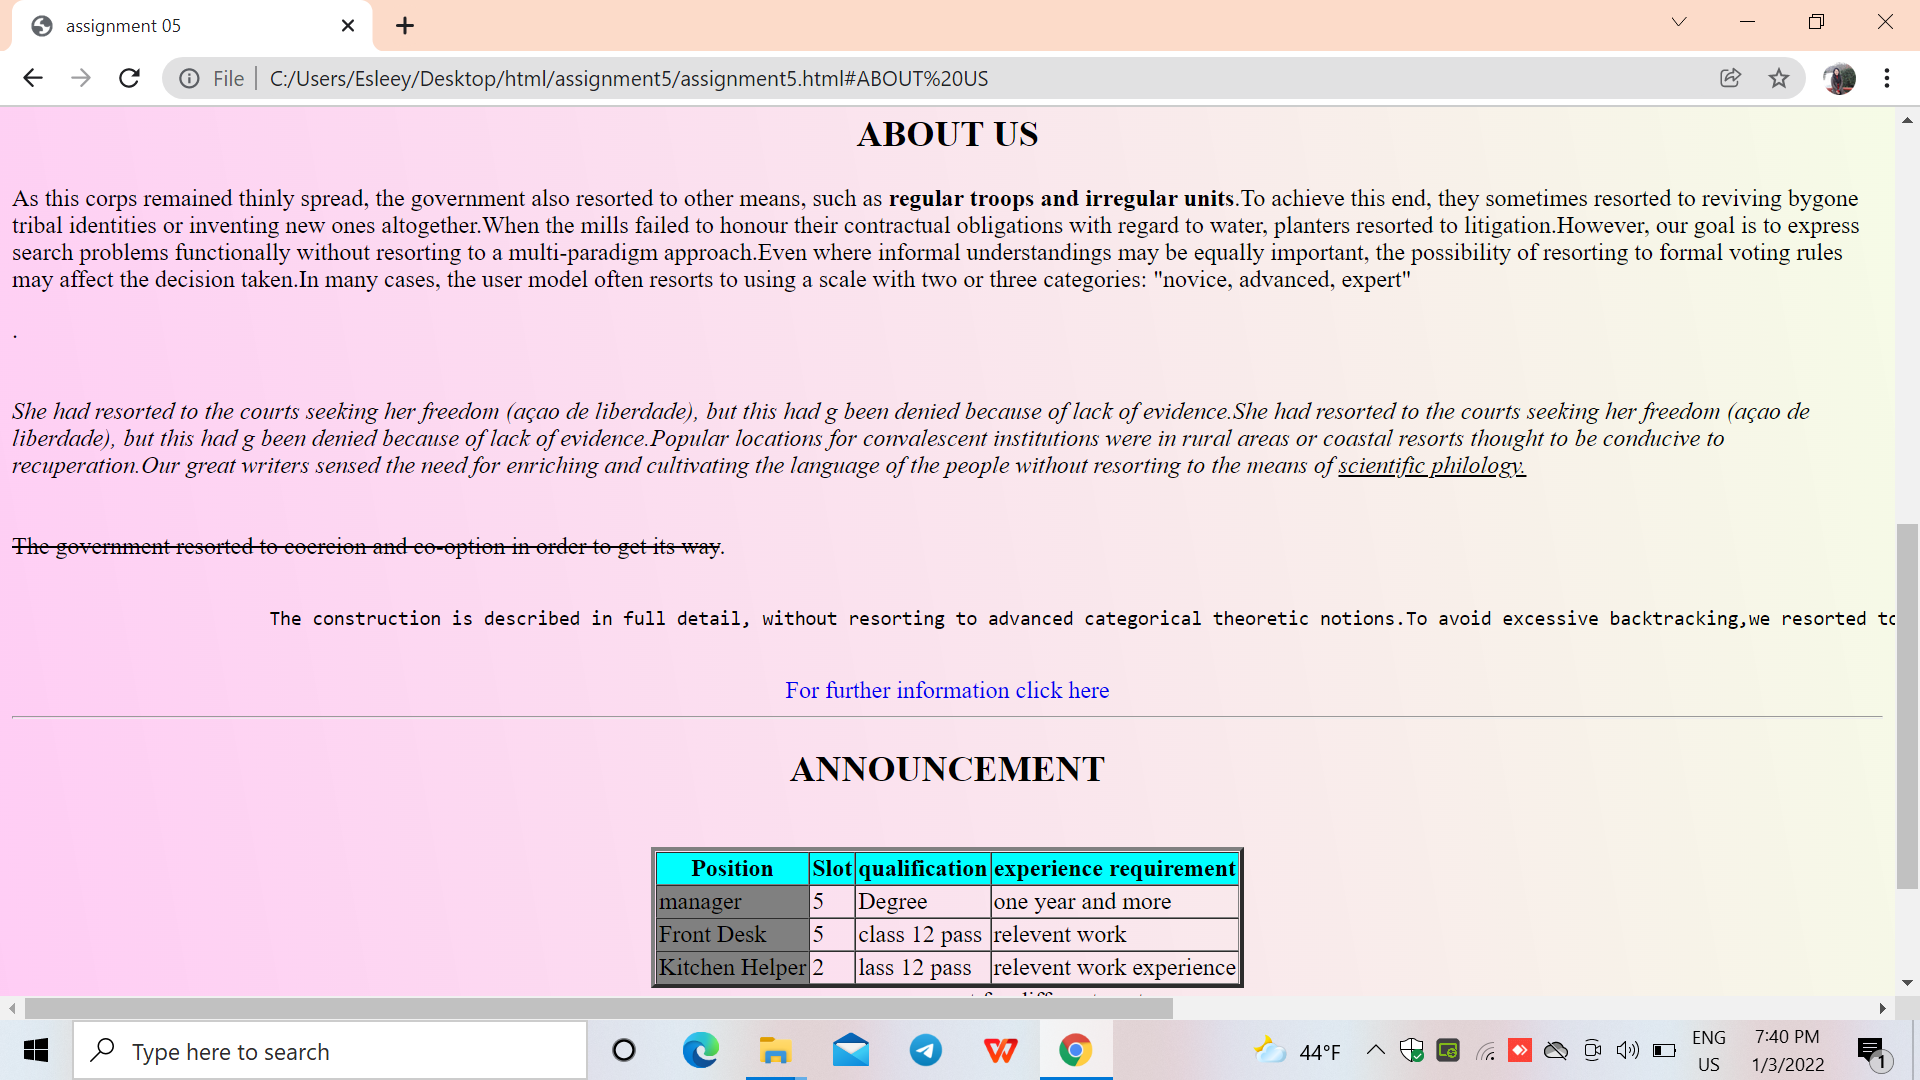 assignment 05
File
C:/Users/Esleey/Desktop/html/assignment5/assignment5.html#ABOUT%20US
ABOUT US
As this corps remained thinly spread, the government also resorted to other means, such as regular troops and irregular units.To achieve this end, they sometimes resorted to reviving bygone
tribal identities or inventing new ones altogether.When the mills failed to honour their contractual obligations with regard to water, planters resorted to litigation.However, our goal is to express
search problems functionally without resorting to a multi-paradigm approach.Even where informal understandings may be equally important, the possibility of resorting to formal voting rules
may affect the decision taken.In many cases, the user model often resorts to using a scale with two or three categories: "novice, advanced, expert"
.
She had resorted to the courts seeking her freedom (açao de liberdade), but this had g been denied because of lack of evidence.She had resorted to the courts seeking her freedom (açao de
liberdade), but this had g been denied because of lack of evidence.Popular locations for convalescent institutions were in rural areas or coastal resorts thought to be conducive to
recuperation.Our great writers sensed the need for enriching and cultivating the language of the people without resorting to the means of scientific philology.
The government resorted to coercion and co-option in order to get its way.
The construction is described in full detail, without resorting to advanced categorical theoretic notions.To avoid excessive backtracking,we resorted
For further information click here
ANNOUNCEMENT
Position Slot qualification experience requirement
manager 5 Degree one year and more
Front Desk 5 class 12 pass relevent work
Kitchen Helper 2 lass 12 pass relevent work experience
Type here to search
44°F
ENG
US
7:40 PM
1/3/2022
1